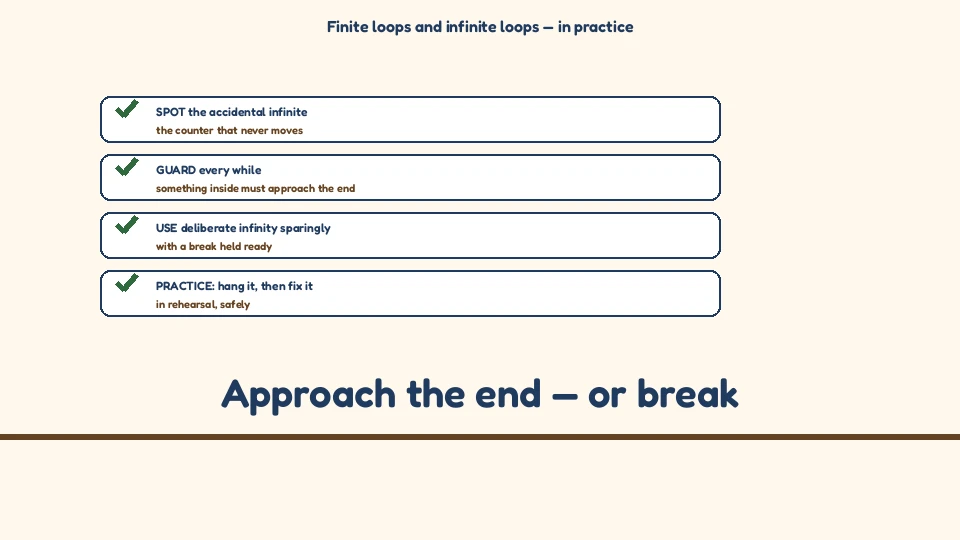 Finite loops and infinite loops — in practice
SPOT the accidental infinite
the counter that never moves
GUARD every while
something inside must approach the end
USE deliberate infinity sparingly
with a break held ready
PRACTICE: hang it, then fix it
in rehearsal, safely
Approach the end — or break